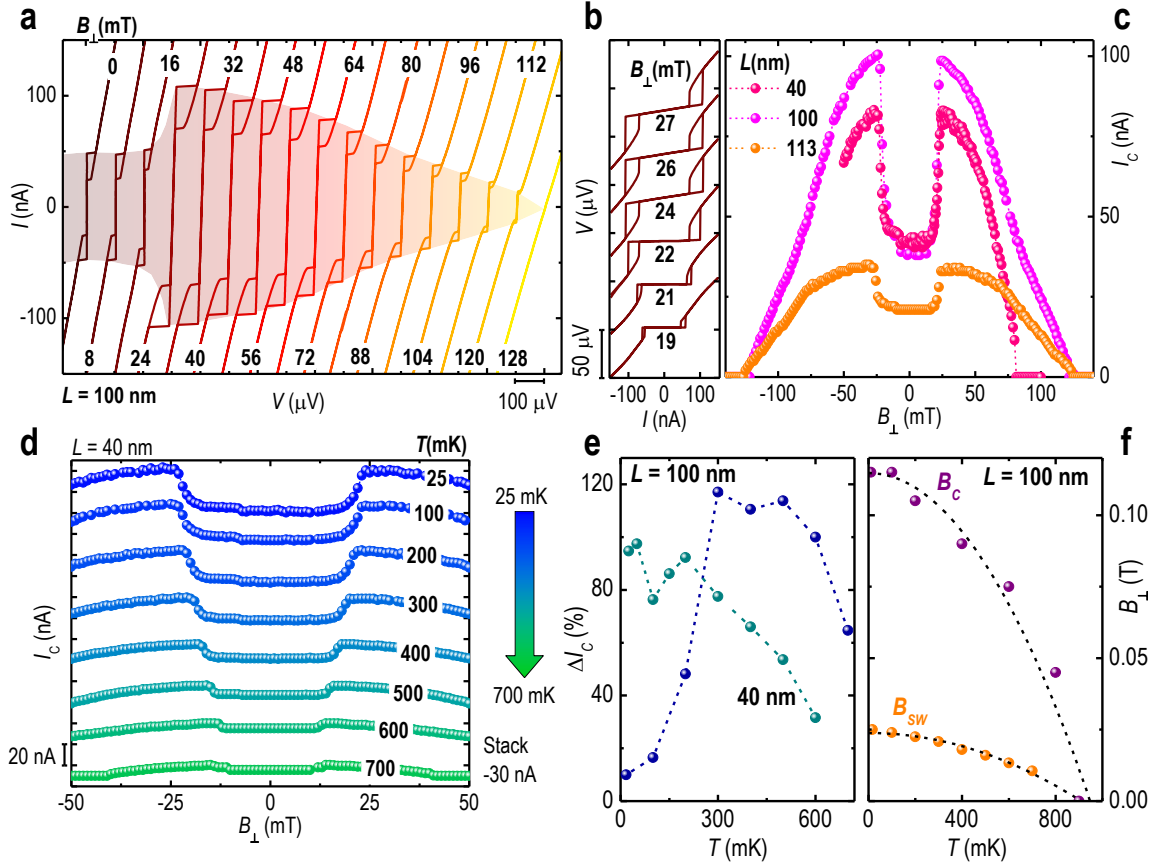 a
B⊥(mT)
0 16 32 48 64 80 96 112
100
0
-100
I (nA)
8 24 40 56 72 88 104 120 128
L = 100 nm
V (μV)
100 μV
b
B⊥(mT)
27
26
24
22
21
19
V (μV)
50 μV
-100 0 100
I (nA)
c
L(nm)
40
100
113
100
50
0
I_C (nA)
-100 -50 0 50 100
B⊥ (mT)
d
L = 40 nm
T(mK)
25
100
200
300
400
500
600
700
I_C (nA)
20 nA
-50 -25 0 25 50
B⊥ (mT)
25 mK
700 mK
Stack
-30 nA
e
L = 100 nm
120
80
40
0
ΔI_C (%)
40 nm
0 300 600
T (mK)
f
L = 100 nm
B_C
B_SW
0.10
0.05
0.00
B⊥ (T)
0 400 800
T (mK)